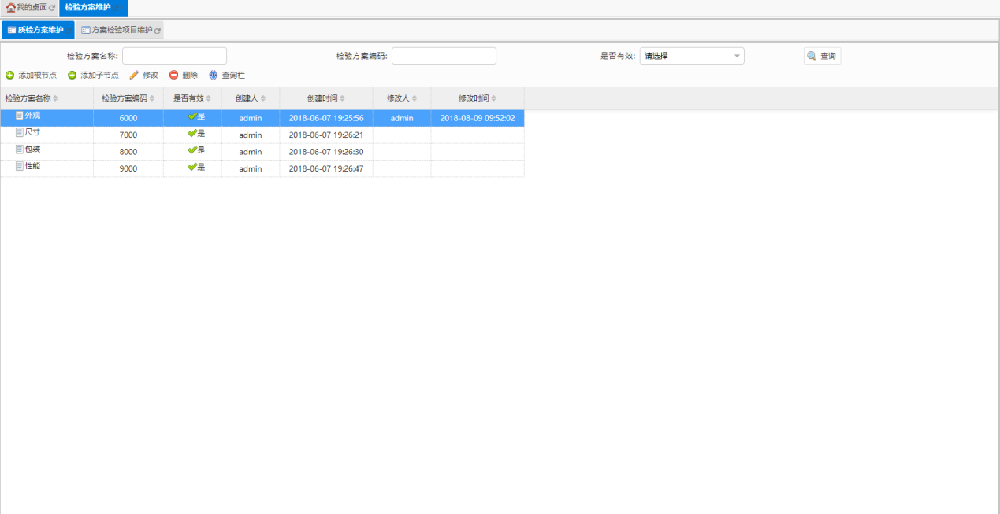 我的桌面 检验方案维护
质检方案维护 方案检验项目维护
检验方案名称: 检验方案编码: 是否有效: 请选择 查询
添加根节点 添加子节点 修改 删除 查询栏
检验方案名称 检验方案编码 是否有效 创建人 创建时间 修改人 修改时间
外观 6000 是 admin 2018-06-07 19:25:56 admin 2018-08-09 09:52:02
尺寸 7000 是 admin 2018-06-07 19:26:21
包装 8000 是 admin 2018-06-07 19:26:30
性能 9000 是 admin 2018-06-07 19:26:47